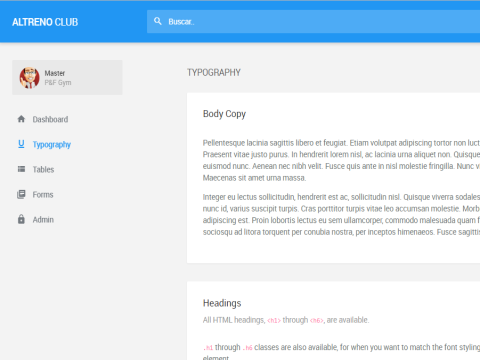 ALTRENO CLUB
Buscar..
Master
P&F Gym
Dashboard
Typography
Tables
Forms
Admin
TYPOGRAPHY
Body Copy
Pellentesque lacinia sagittis libero et feugiat. Etiam volutpat adipiscing tortor non luct
Praesent vitae justo purus. In hendrerit lorem nisl, ac lacinia urna aliquet non. Quisque
euismod nunc. Aenean nec nibh velit. Fusce quis ante in nisl molestie fringilla. Nunc v
Maecenas sit amet urna massa.
Integer eu lectus sollicitudin, hendrerit est ac, sollicitudin nisl. Quisque viverra sodales
nunc id, varius suscipit turpis. Cras porttitor turpis vitae leo accumsan molestie. Morb
adipiscing est. Proin lobortis lectus eu sem ullamcorper, commodo malesuada quam f
sociosqu ad litora torquent per conubia nostra, per inceptos himenaeos. Fusce sagittis
Headings
All HTML headings, <h1> through <h6>, are available.
.h1 through .h6 classes are also available, for when you want to match the font styling
element.